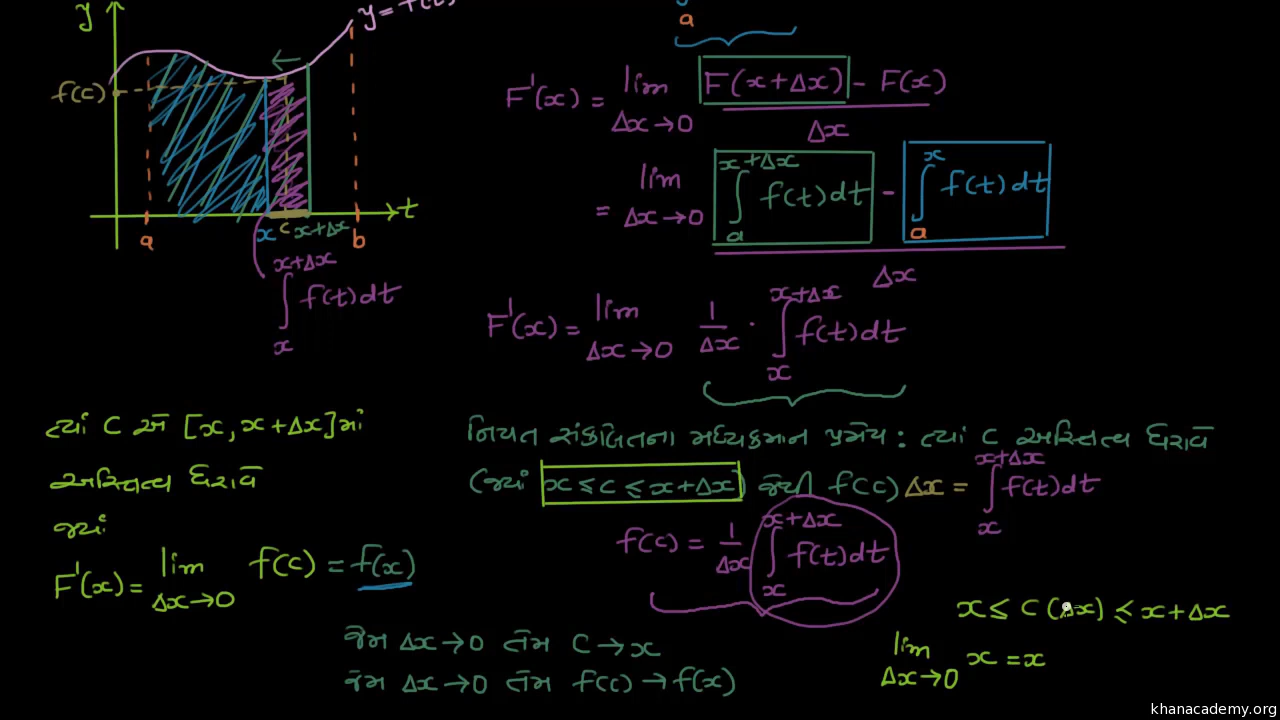 y
y = f(t)
f(c)
a x c x+Δx b t
∫ₓ^{x+Δx} f(t)dt
a
F'(x) = lim Δx→0 F(x+Δx) - F(x) / Δx
= lim Δx→0 ∫ₐ^{x+Δx} f(t)dt - ∫ₐ^{x} f(t)dt / Δx
F'(x) = lim Δx→0 1/Δx · ∫ₓ^{x+Δx} f(t)dt
નિયત સંકલિતના મધ્યકમાન પ્રમેય : ત્યાં c અસ્તિત્વ ધરાવે
(જ્યાં x ≤ c ≤ x+Δx) જેથી f(c) Δx = ∫ₓ^{x+Δx} f(t)dt
f(c) = 1/Δx ∫ₓ^{x+Δx} f(t)dt
ત્યાં c એ [x, x+Δx]માં
અસ્તિત્વ ધરાવે
જ્યાં
F'(x) = lim Δx→0 f(c) = f(x)
જેમ Δx→0 તેમ c→x
જેમ Δx→0 તેમ f(c)→f(x)
x ≤ c(Δx) ≤ x+Δx
lim Δx→0 x = x
khanacademy.org